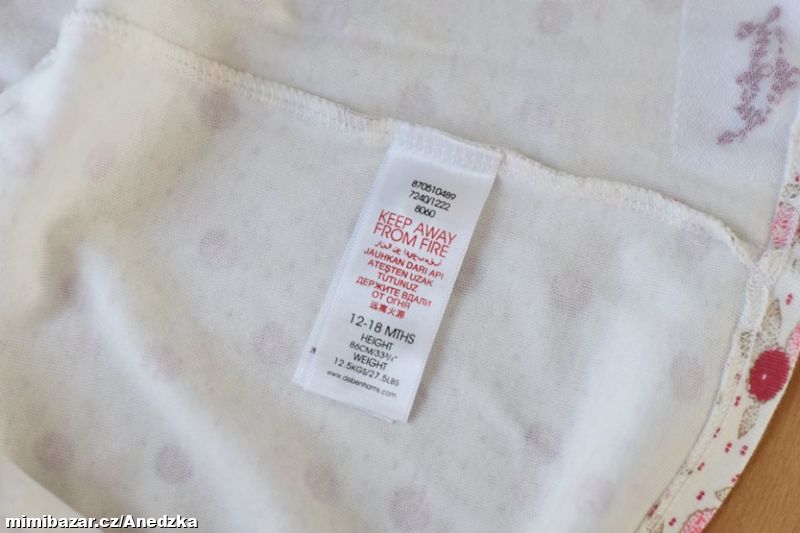 870510489
7240/1222
8060
KEEP AWAY
FROM FIRE
JAUHKAN DARI API
ATEŞTEN UZAK
TUTUNUZ
ДЕРЖИТЕ ВДАЛИ
ОТ ОГНЯ
远离火源
12-18 MTHS
HEIGHT
86CM/33¾"
WEIGHT
12.5KGS/27.5LBS
www.debenhams.com
mimibazar.cz/Anedzka